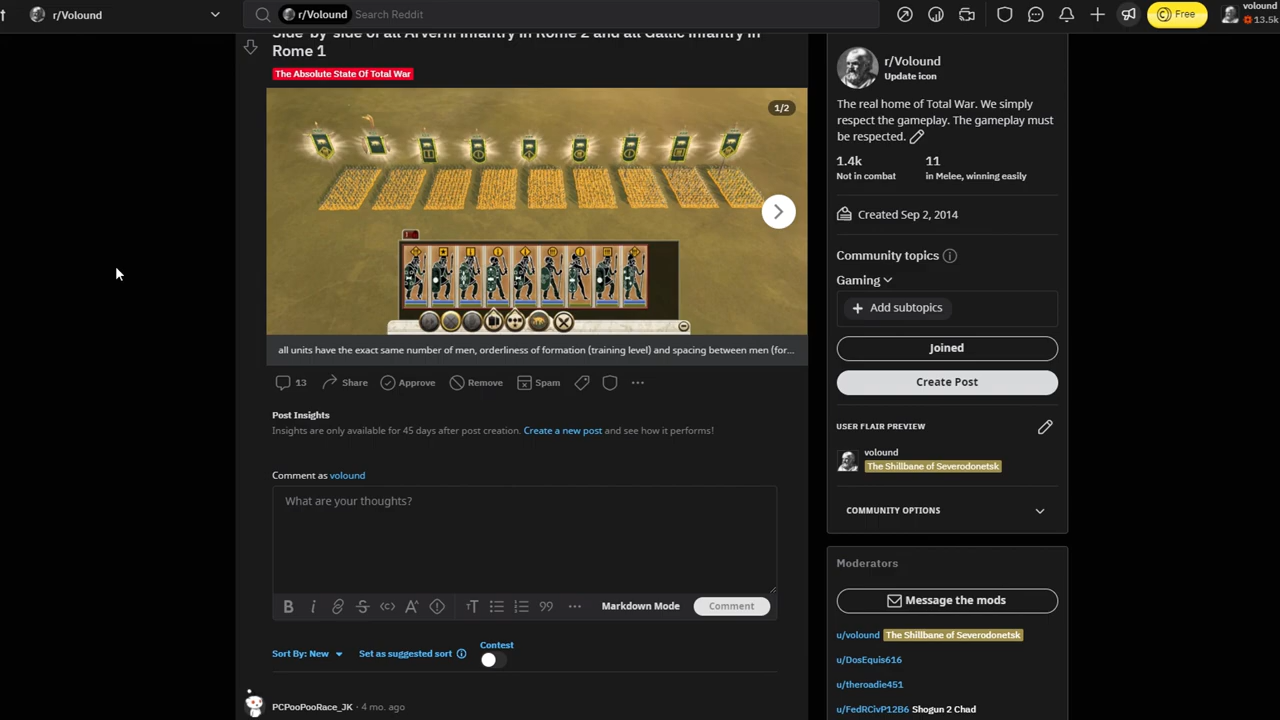 r/Volound
r/Volound Search Reddit
Free
volound
13.5k
Side-by-side of all Arverni infantry in Rome 2 and all Gallic infantry in
Rome 1
The Absolute State Of Total War
1/2
all units have the exact same number of men, orderliness of formation (training level) and spacing between men (for...
13
Share
Approve
Remove
Spam
Post Insights
Insights are only available for 45 days after post creation. Create a new post and see how it performs!
Comment as volound
What are your thoughts?
Markdown Mode
Comment
Sort By: New
Set as suggested sort
Contest
PCPooPooRace_JK · 4 mo. ago
r/Volound
Update icon
The real home of Total War. We simply
respect the gameplay. The gameplay must
be respected.
1.4k
11
Not in combat
in Melee, winning easily
Created Sep 2, 2014
Community topics
Gaming
Add subtopics
Joined
Create Post
USER FLAIR PREVIEW
volound
The Shillbane of Severodonetsk
COMMUNITY OPTIONS
Moderators
Message the mods
u/volound The Shillbane of Severodonetsk
u/DosEquis616
u/theroadie451
u/FedRCivP12B6 Shogun 2 Chad